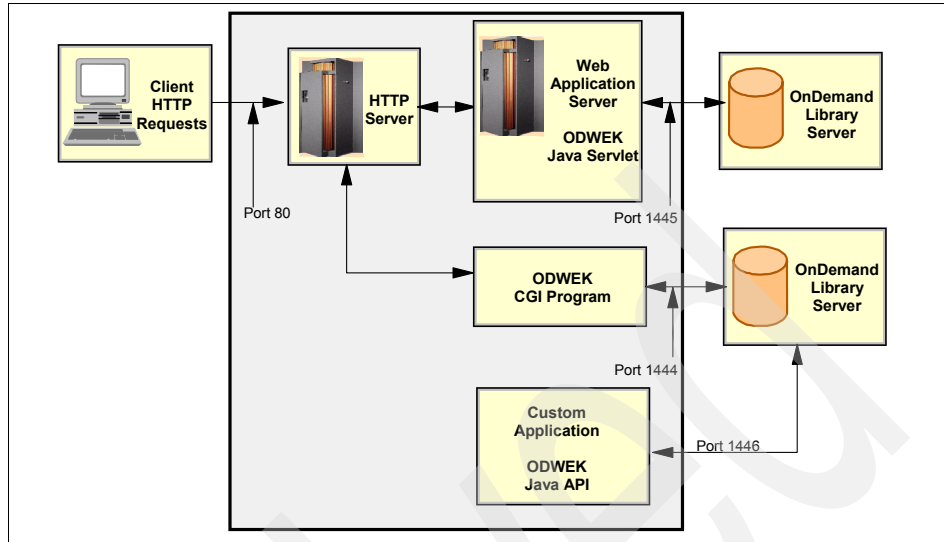 Client
HTTP
Requests
HTTP
Server
Web
Application
Server
ODWEK
Java Servlet
OnDemand
Library
Server
Port 80
Port 1445
ODWEK
CGI Program
OnDemand
Library
Server
Port 1444
Custom
Application
ODWEK
Java API
Port 1446